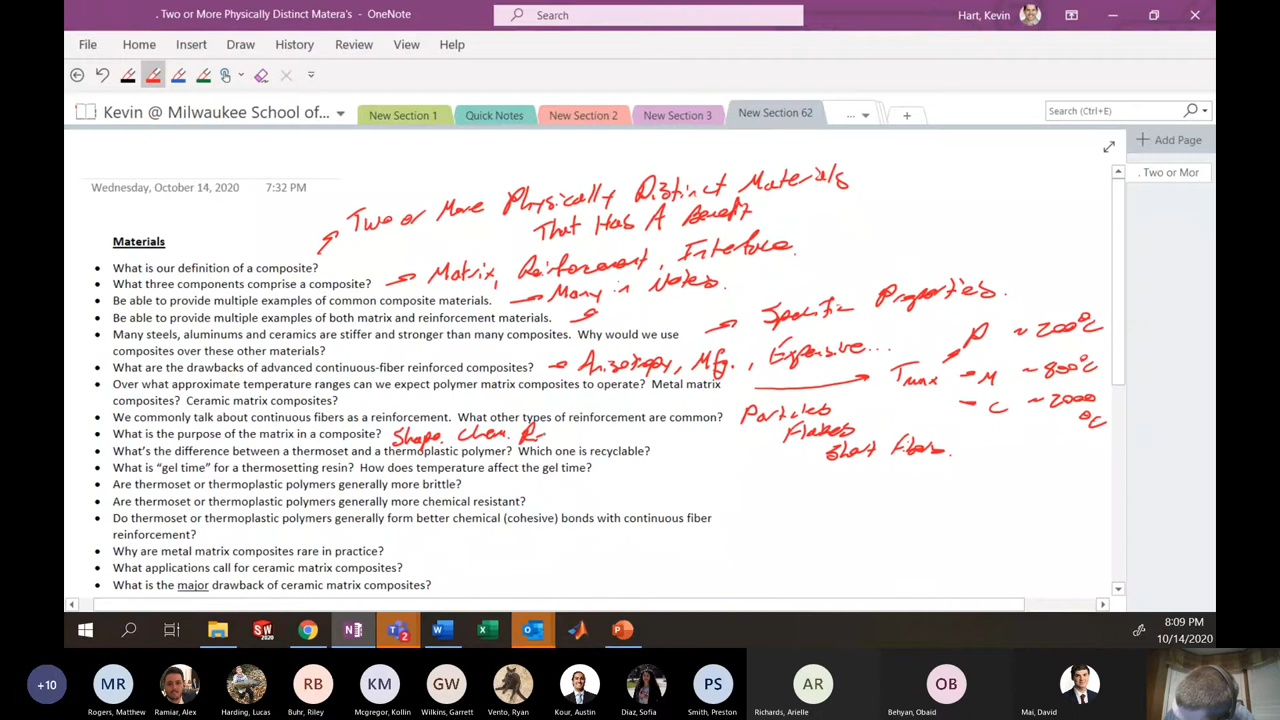 . Two or More Physically Distinct Matera's - OneNote
Search
Hart, Kevin
File Home Insert Draw History Review View Help
Kevin @ Milwaukee School of...
New Section 1
Quick Notes
New Section 2
New Section 3
New Section 62
...
Search (Ctrl+E)
Add Page
. Two or Mor
Wednesday, October 14, 2020 7:32 PM
Two or More Physically Distinct Materials
That Has A Benefit
Materials
• What is our definition of a composite?
• What three components comprise a composite?
Matrix, Reinforcement, Interface.
• Be able to provide multiple examples of common composite materials.
Many in Notes.
• Be able to provide multiple examples of both matrix and reinforcement materials.
• Many steels, aluminums and ceramics are stiffer and stronger than many composites. Why would we use
composites over these other materials?
Specific Properties.
• What are the drawbacks of advanced continuous-fiber reinforced composites?
Anisotropy, Mfg., Expensive...
• Over what approximate temperature ranges can we expect polymer matrix composites to operate? Metal matrix
composites? Ceramic matrix composites?
Tmax
P ~200°C
M ~800°C
C ~2000
°C
• We commonly talk about continuous fibers as a reinforcement. What other types of reinforcement are common?
Particles
Flakes
Short Fibers.
• What is the purpose of the matrix in a composite?
Shape, Chem. R
• What's the difference between a thermoset and a thermoplastic polymer? Which one is recyclable?
• What is “gel time” for a thermosetting resin? How does temperature affect the gel time?
• Are thermoset or thermoplastic polymers generally more brittle?
• Are thermoset or thermoplastic polymers generally more chemical resistant?
• Do thermoset or thermoplastic polymers generally form better chemical (cohesive) bonds with continuous fiber
reinforcement?
• Why are metal matrix composites rare in practice?
• What applications call for ceramic matrix composites?
• What is the major drawback of ceramic matrix composites?
8:09 PM
10/14/2020
SW
2020
+10
MR
RB
KM
GW
PS
AR
OB
Rogers, Matthew
Ramiar, Alex
Harding, Lucas
Buhr, Riley
Mcgregor, Kollin
Wilkins, Garrett
Vento, Ryan
Kour, Austin
Diaz, Sofia
Smith, Preston
Richards, Arielle
Behyan, Obaid
Mai, David